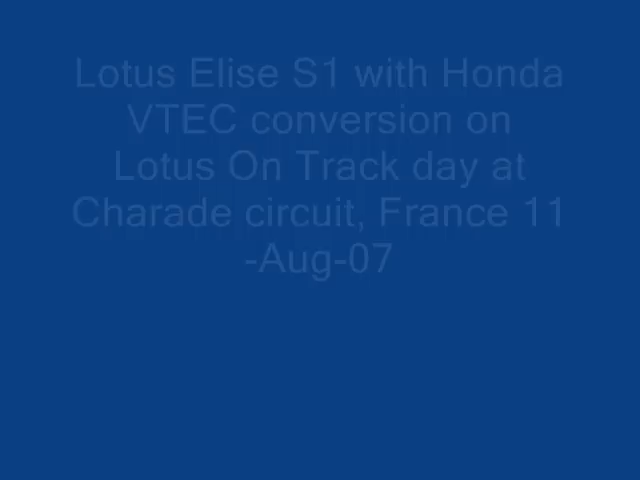 Lotus Elise S1 with Honda
VTEC conversion on
Lotus On Track day at
Charade circuit, France 11
-Aug-07